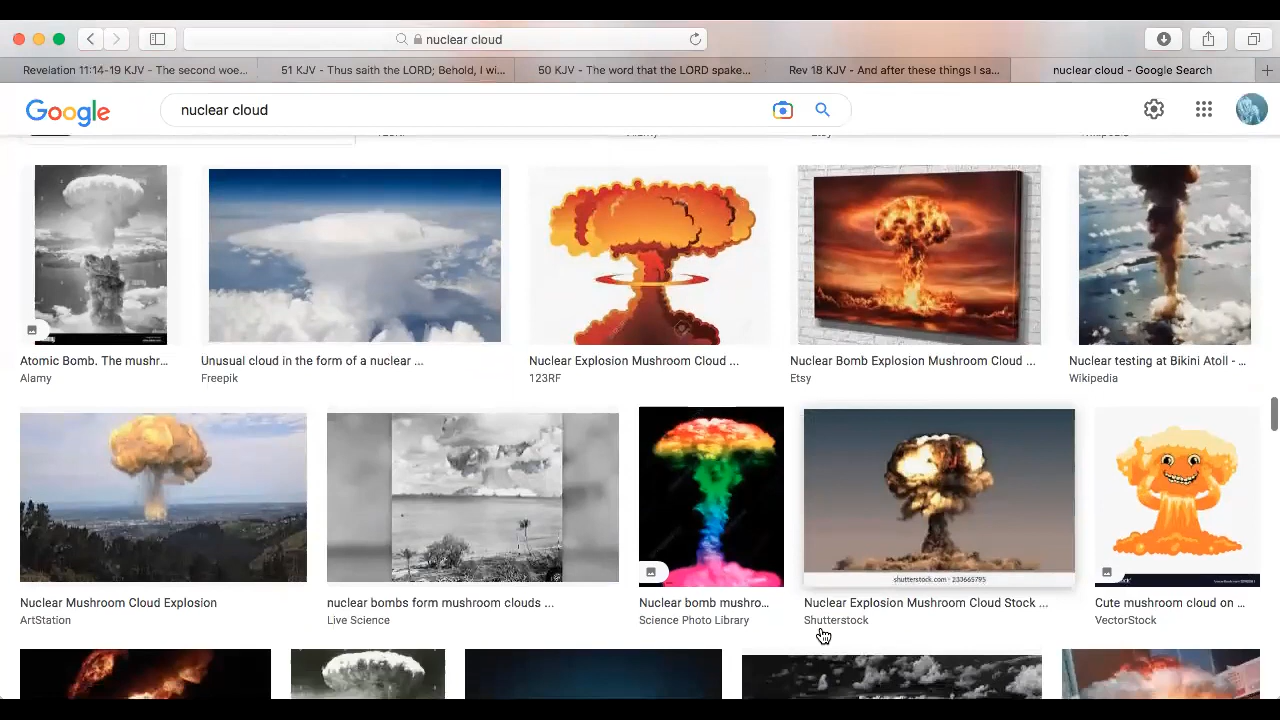 nuclear cloud
Revelation 11:14-19 KJV - The second woe...
51 KJV - Thus saith the LORD; Behold, I wi...
50 KJV - The word that the LORD spake...
Rev 18 KJV - And after these things I sa...
nuclear cloud - Google Search
Google
nuclear cloud
Alamy
Etsy
Wikipedia
Atomic Bomb. The mushr...
Alamy
Unusual cloud in the form of a nuclear ...
Freepik
Nuclear Explosion Mushroom Cloud ...
123RF
Nuclear Bomb Explosion Mushroom Cloud ...
Etsy
Nuclear testing at Bikini Atoll - ...
Wikipedia
shutterstock.com · 233665795
Nuclear Mushroom Cloud Explosion
ArtStation
nuclear bombs form mushroom clouds ...
Live Science
Nuclear bomb mushro...
Science Photo Library
Nuclear Explosion Mushroom Cloud Stock ...
Shutterstock
Cute mushroom cloud on ...
VectorStock